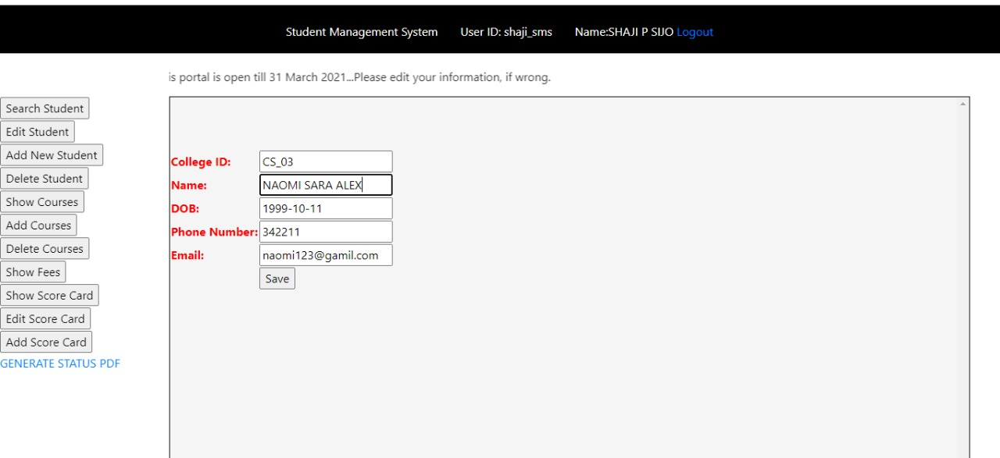 Student Management System User ID: shaji_sms Name:SHAJI P SIJO Logout
is portal is open till 31 March 2021...Please edit your information, if wrong.
Search Student
Edit Student
Add New Student
Delete Student
Show Courses
Add Courses
Delete Courses
Show Fees
Show Score Card
Edit Score Card
Add Score Card
GENERATE STATUS PDF
College ID: CS_03
Name: NAOMI SARA ALEX
DOB: 1999-10-11
Phone Number: 342211
Email: naomi123@gamil.com
Save